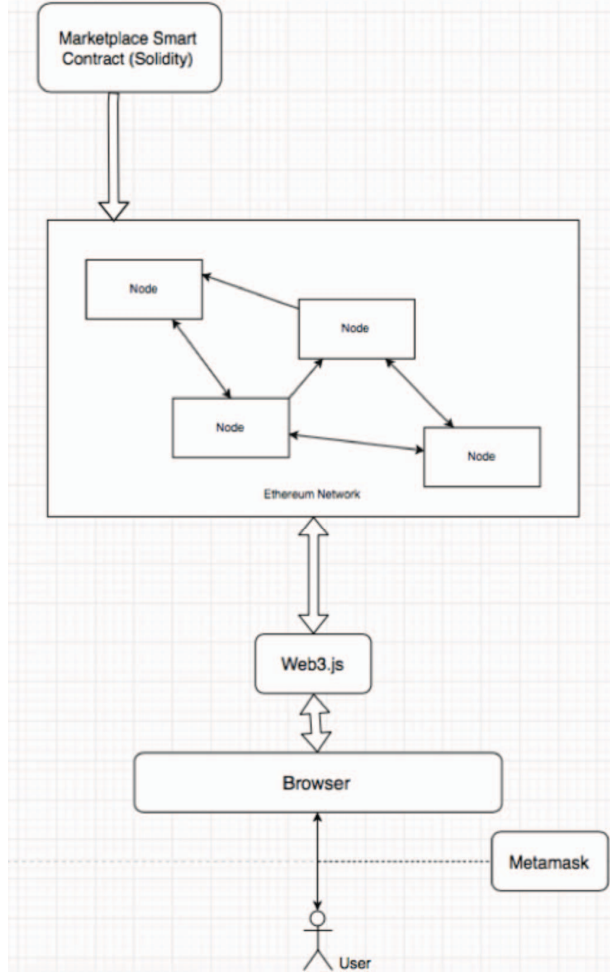 Marketplace Smart
Contract (Solidity)
Node
Node
Node
Node
Ethereum Network
Web3.js
Browser
Metamask
User